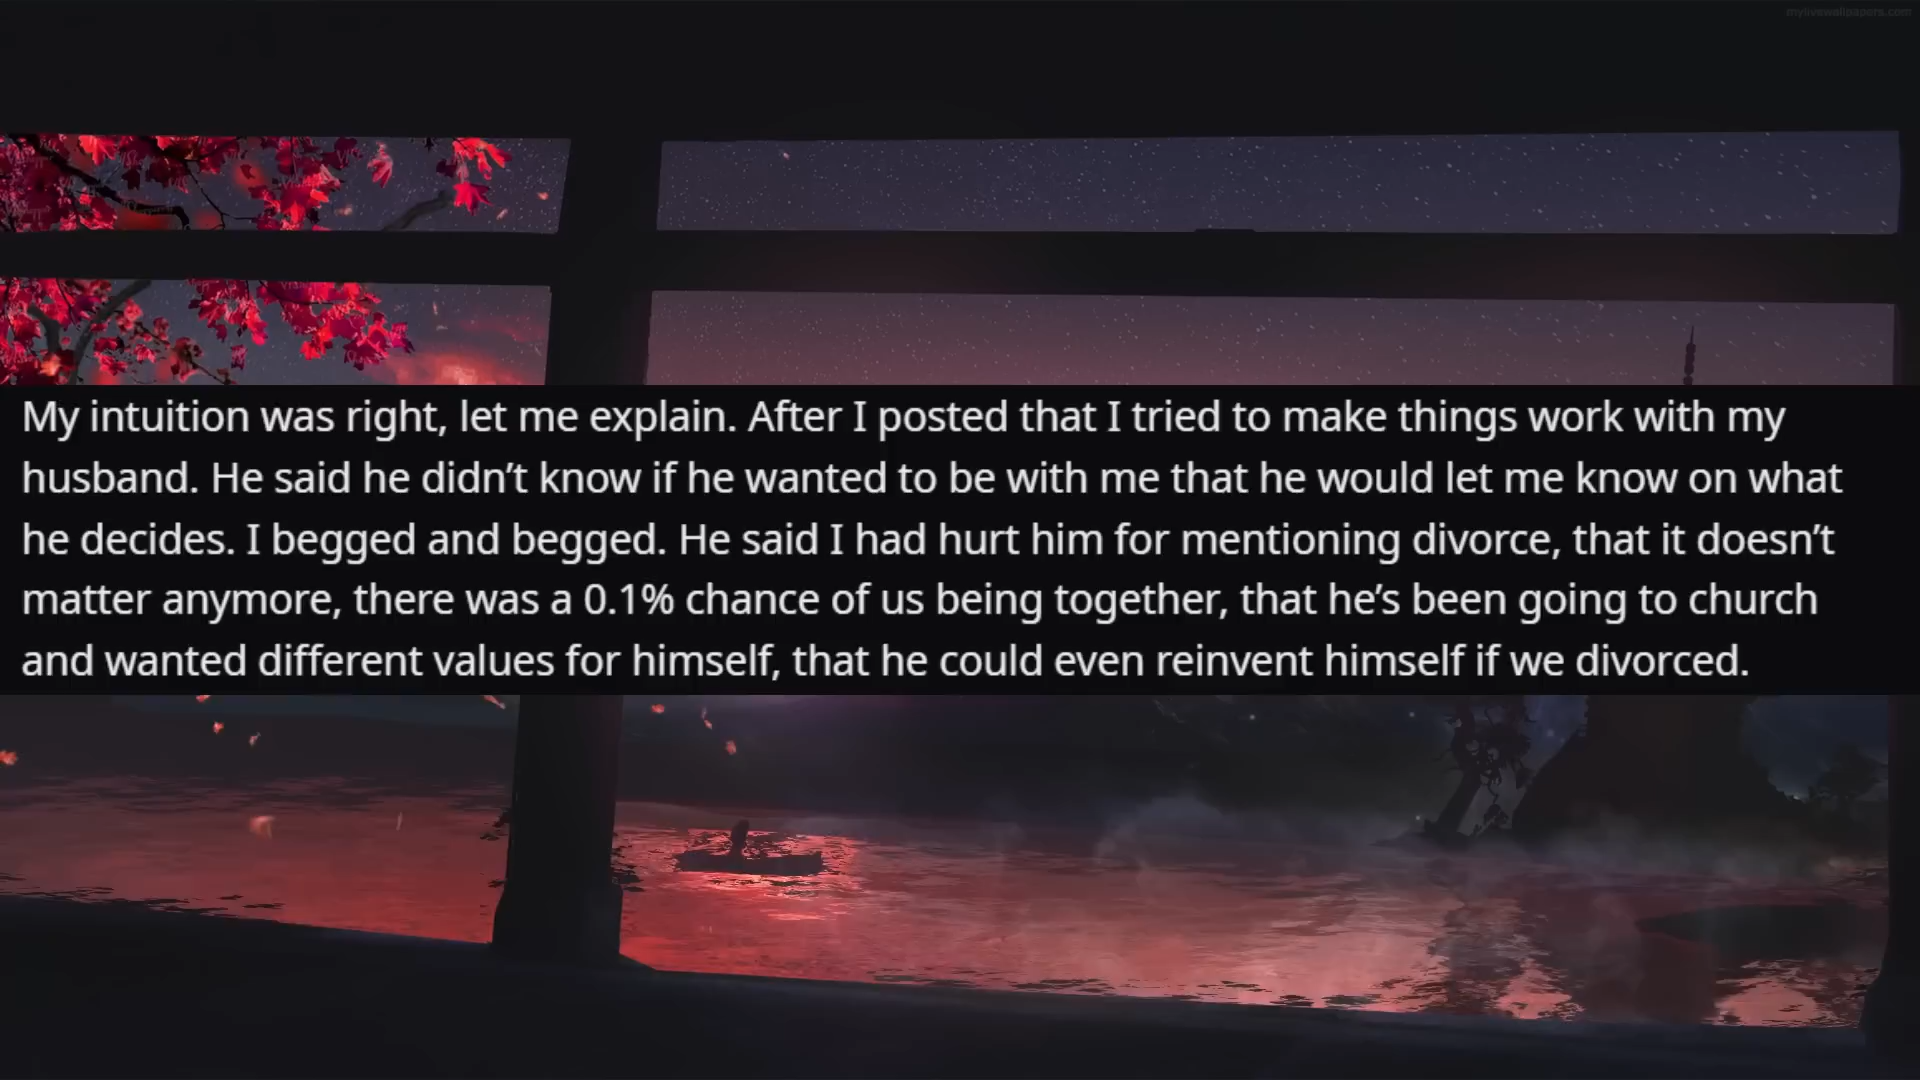 mylivewallpapers.com
My intuition was right, let me explain. After I posted that I tried to make things work with my
husband. He said he didn’t know if he wanted to be with me that he would let me know on what
he decides. I begged and begged. He said I had hurt him for mentioning divorce, that it doesn’t
matter anymore, there was a 0.1% chance of us being together, that he’s been going to church
and wanted different values for himself, that he could even reinvent himself if we divorced.